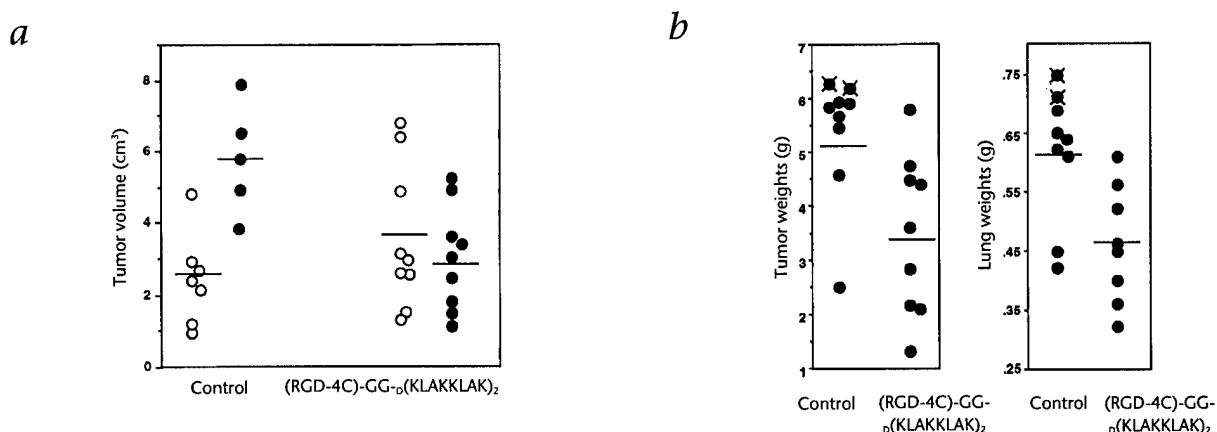 a
Tumor volume (cm³)
8
6
4
2
0
Control
(RGD-4C)-GG-D(KLAKKLAK)2
b
Tumor weights (g)
7
6
5
4
3
2
1
Control
(RGD-4C)-GG-
D(KLAKKLAK)2
Lung weights (g)
.75
.65
.55
.45
.35
.25
Control
(RGD-4C)-GG-
D(KLAKKLAK)2